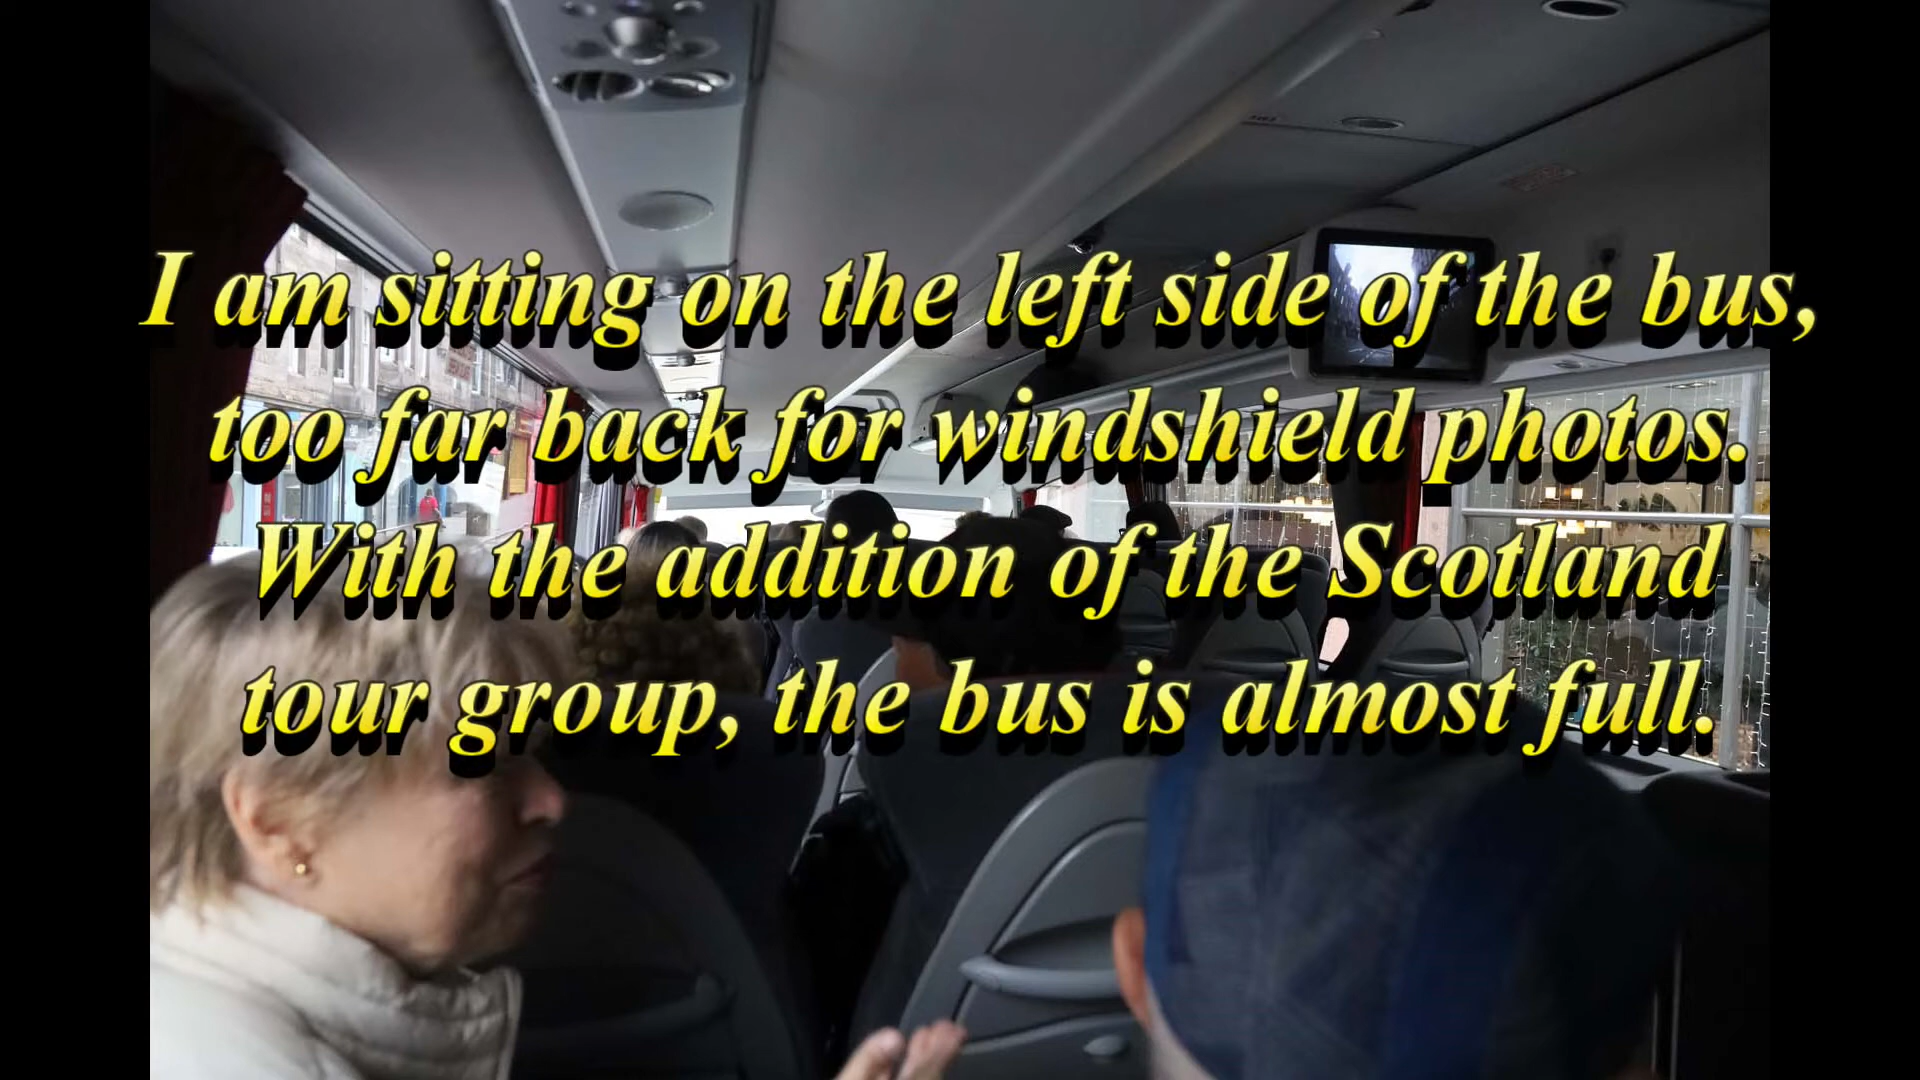 I am sitting on the left side of the bus,
too far back for windshield photos.
With the addition of the Scotland
tour group, the bus is almost full.